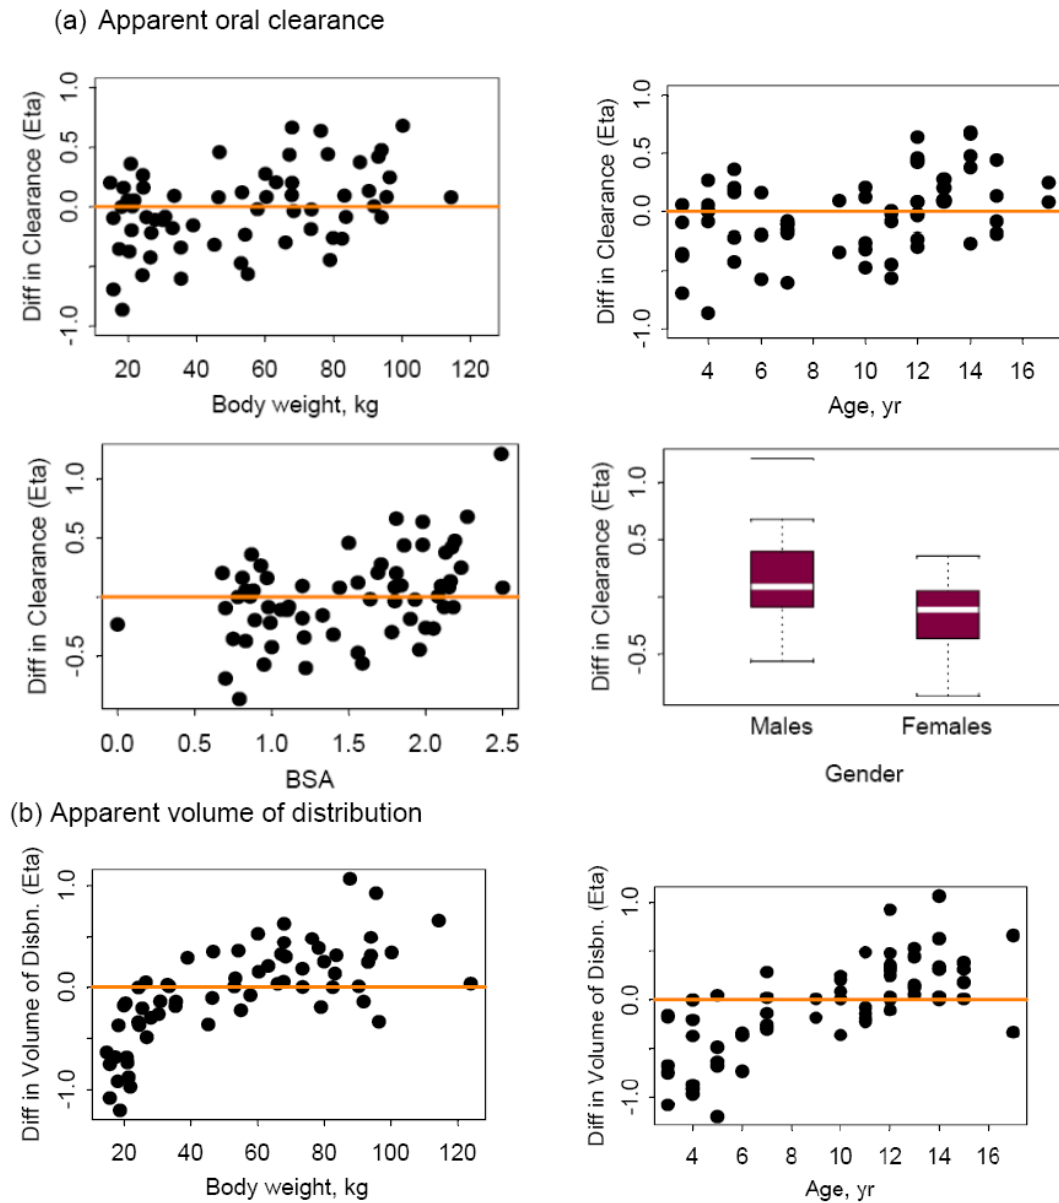 (a) Apparent oral clearance
Diff in Clearance (Eta)
1.0
0.5
0.0
-1.0
20 40 60 80 100 120
Body weight, kg
Diff in Clearance (Eta)
1.0
0.5
0.0
-1.0
4 6 8 10 12 14 16
Age, yr
Diff in Clearance (Eta)
1.0
0.5
-0.5
0.0 0.5 1.0 1.5 2.0 2.5
BSA
Diff in Clearance (Eta)
1.0
0.5
-0.5
Males Females
Gender
(b) Apparent volume of distribution
Diff in Volume of Disbn. (Eta)
1.0
0.0
-1.0
20 40 60 80 100 120
Body weight, kg
Diff in Volume of Disbn. (Eta)
1.0
0.0
-1.0
4 6 8 10 12 14 16
Age, yr